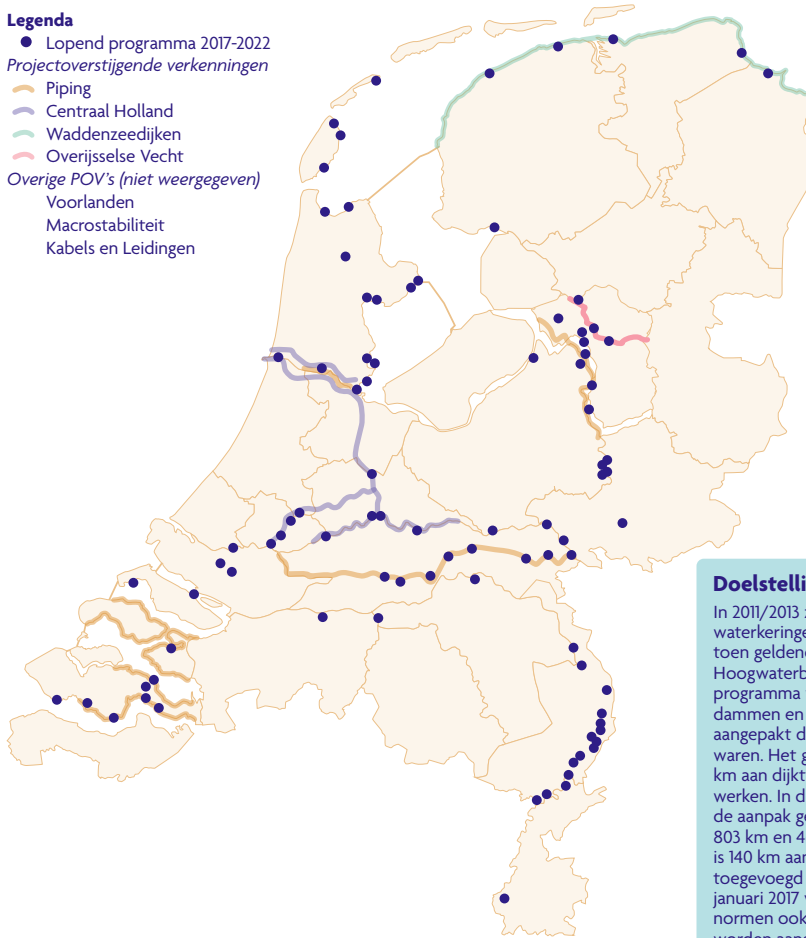 Legenda
Lopend programma 2017-2022
Projectoverstijgende verkenningen
Piping
Centraal Holland
Waddenzeedijken
Overijsselse Vecht
Overige POV's (niet weergegeven)
Voorlanden
Macrostabiliteit
Kabels en Leidingen
Doelstelli
In 2011/2013
waterkeringe
toen geldend
Hoogwaterb
programma
dammen en
aangepakt d
waren. Het g
km aan dijkt
werken. In d
de aanpak ge
803 km en 4
is 140 km aan
toegevoegd
januari 2017 v
normen ook